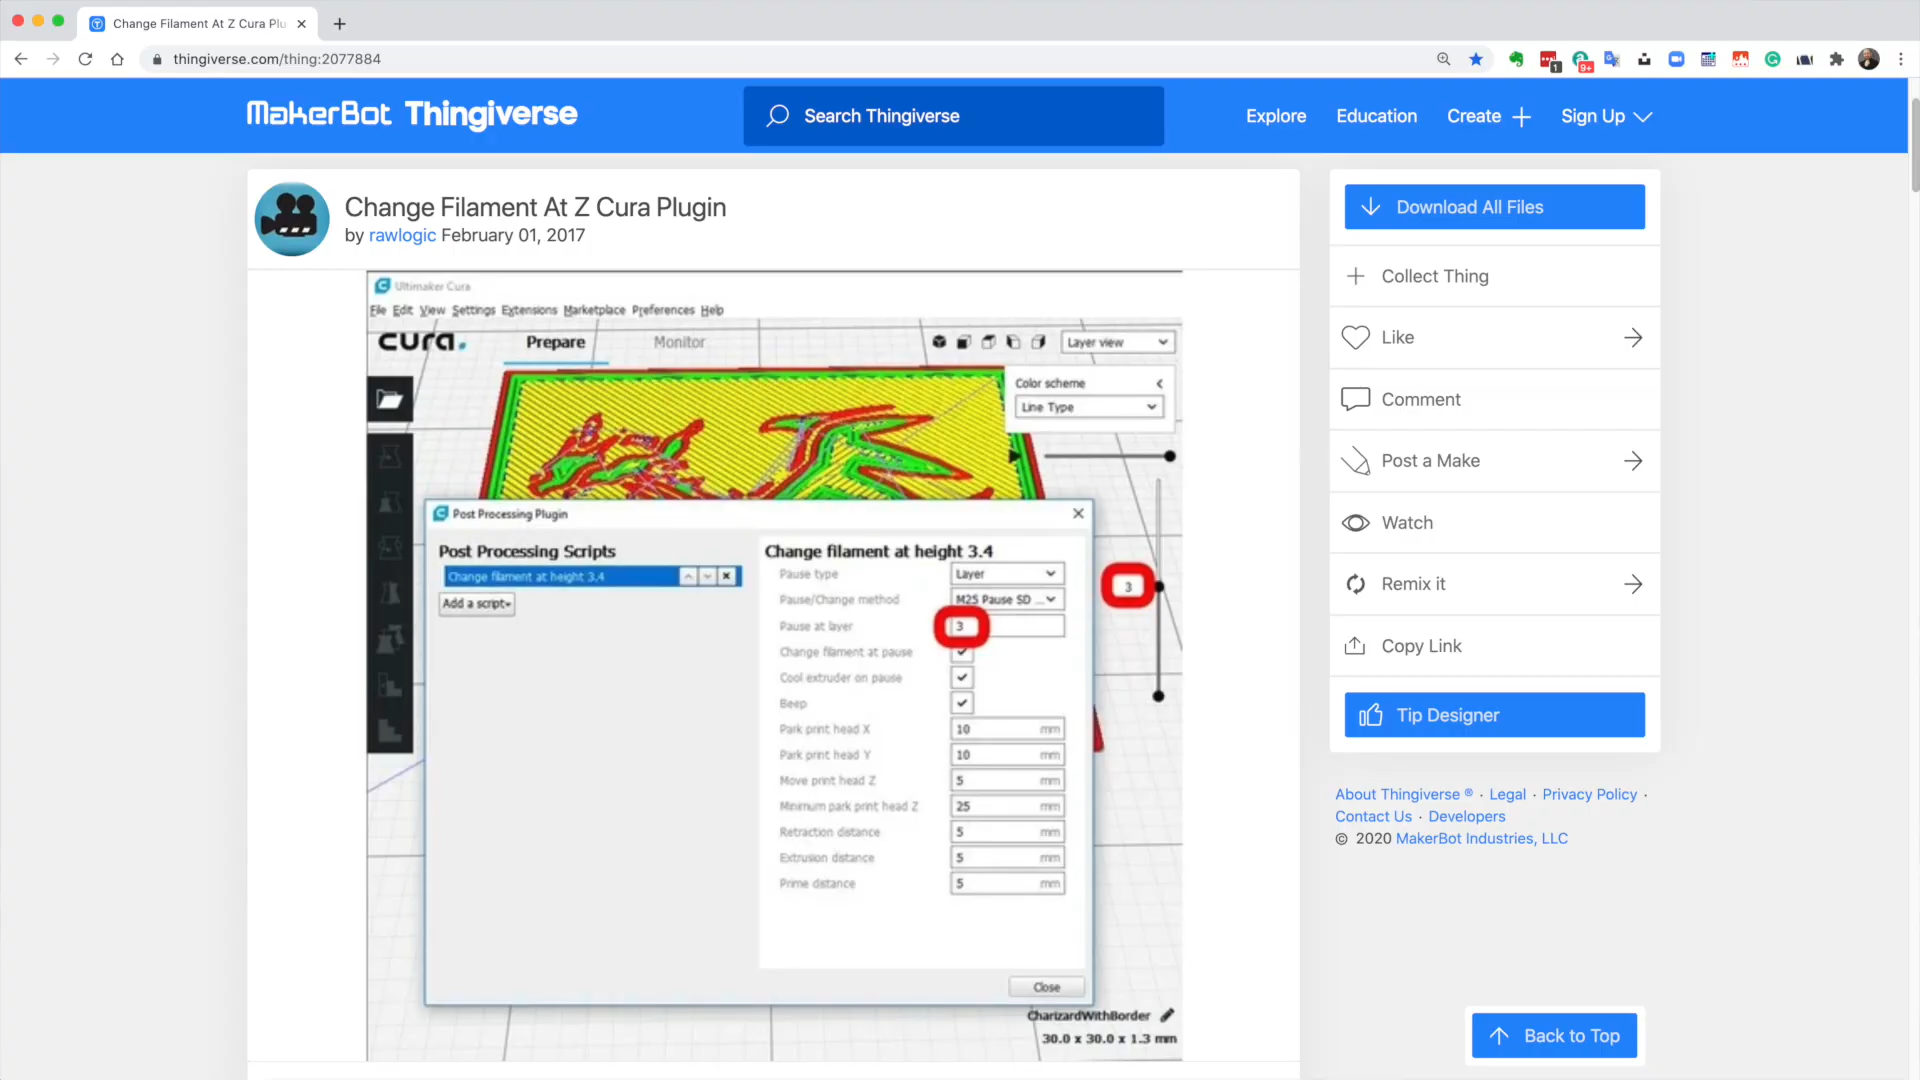 Change Filament At Z Cura Plu
thingiverse.com/thing:2077884
1
9+
MakerBot Thingiverse
Search Thingiverse
Explore
Education
Create
Sign Up
Change Filament At Z Cura Plugin
by rawlogic February 01, 2017
Ultimaker Cura
File Edit View Settings Extensions Marketplace Preferences Help
cura.
Prepare
Monitor
Layer view
Color scheme
Line Type
Post Processing Plugin
Post Processing Scripts
Change filament at height 3.4
Add a script
Change filament at height 3.4
Pause type
Layer
Pause/Change method
M25 Pause SD ...
Pause at layer
3
Change filament at pause
Cool extruder on pause
Beep
Park print head X
10 mm
Park print head Y
10 mm
Move print head Z
5 mm
Minimum park print head Z
25 mm
Retraction distance
5 mm
Extrusion distance
5 mm
Prime distance
5 mm
Close
3
CharizardWithBorder
30.0 x 30.0 x 1.3 mm
Download All Files
Collect Thing
Like
Comment
Post a Make
Watch
Remix it
Copy Link
Tip Designer
About Thingiverse ® · Legal · Privacy Policy ·
Contact Us · Developers
© 2020 MakerBot Industries, LLC
Back to Top